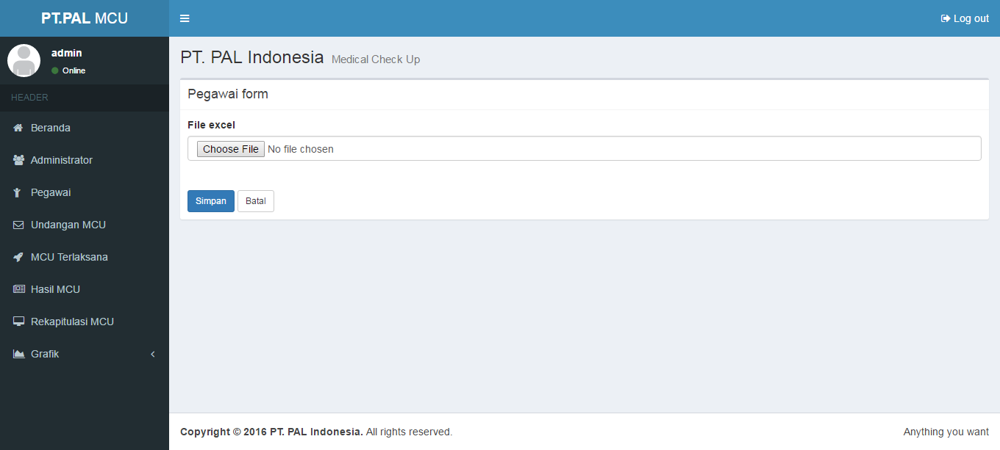 PT.PAL MCU
Log out
admin
Online
HEADER
Beranda
Administrator
Pegawai
Undangan MCU
MCU Terlaksana
Hasil MCU
Rekapitulasi MCU
Grafik
PT. PAL Indonesia Medical Check Up
Pegawai form
File excel
Choose File No file chosen
Simpan Batal
Copyright © 2016 PT. PAL Indonesia. All rights reserved.
Anything you want